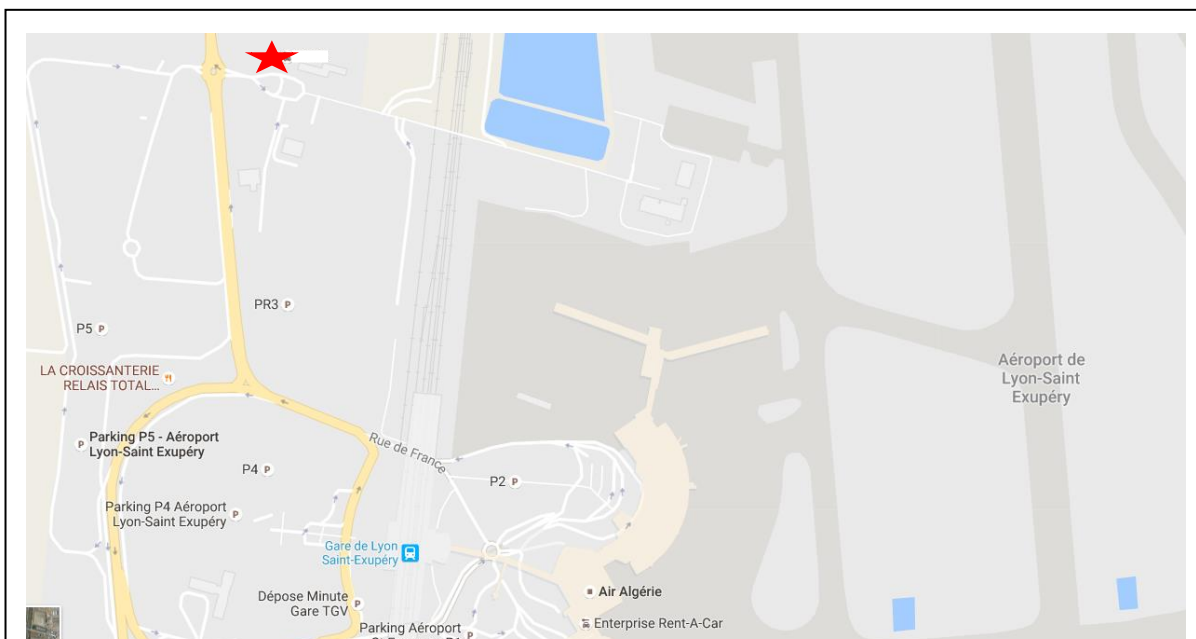 PR3 P
P5 P
LA CROISSANTERIE
RELAIS TOTAL...
Aéroport de
Lyon-Saint
Exupéry
Parking P5 - Aéroport
Lyon-Saint Exupéry
P
Rue de France
P4 P
P2 P
Parking P4 Aéroport
Lyon-Saint Exupéry
P
Gare de Lyon
Saint-Exupéry
Air Algérie
Dépose Minute
Gare TGV
P
Enterprise Rent-A-Car
Parking Aéroport
P